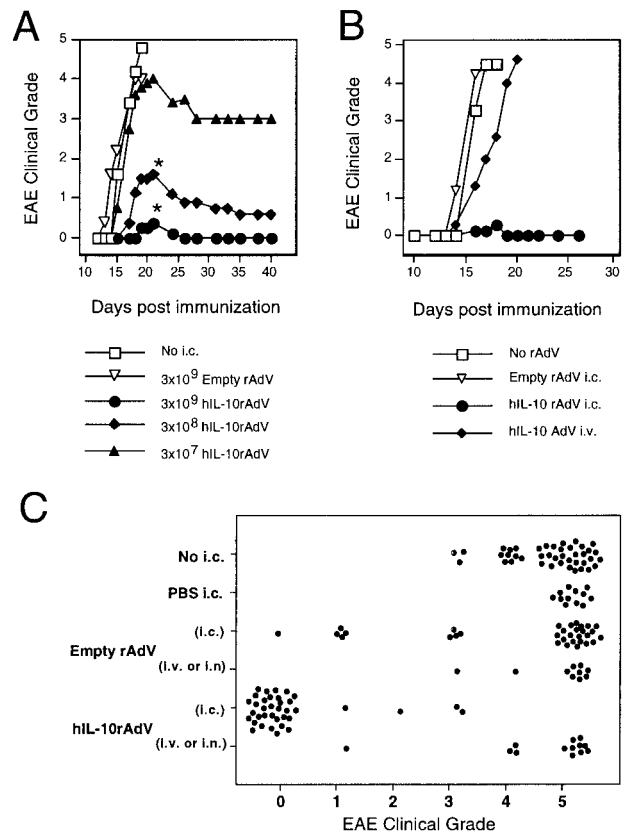 A
B
EAE Clinical Grade
5
4
3
2
1
0
*
*
10 15 20 25 30 35 40
Days post immunization
EAE Clinical Grade
5
4
3
2
1
0
10 20 30
Days post immunization
No i.c.
3x10⁹ Empty rAdV
3x10⁹ hIL-10rAdV
3x10⁸ hIL-10rAdV
3x10⁷ hIL-10rAdV
No rAdV
Empty rAdV i.c.
hIL-10 rAdV i.c.
hIL-10 AdV i.v.
C
No i.c.
PBS i.c.
(i.c.)
Empty rAdV
(i.v. or i.n)
(i.c.)
hIL-10rAdV
(i.v. or i.n.)
0 1 2 3 4 5
EAE Clinical Grade